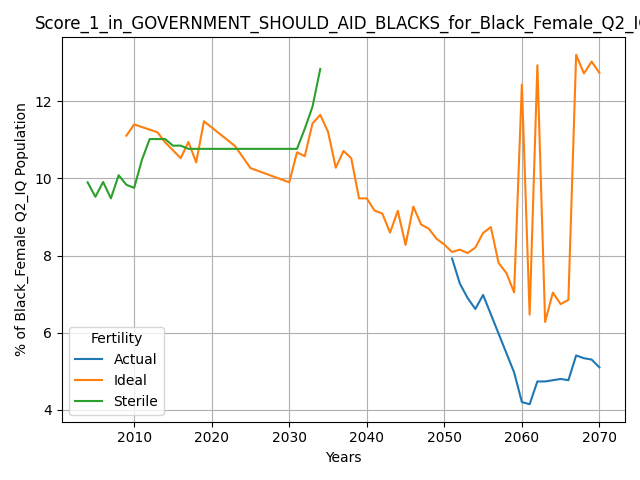 Score_1_in_GOVERNMENT_SHOULD_AID_BLACKS_for_Black_Female_Q2_IQ
% of Black_Female Q2_IQ Population
12
10
8
6
4
Fertility
Actual
Ideal
Sterile
2010 2020 2030 2040 2050 2060 2070
Years